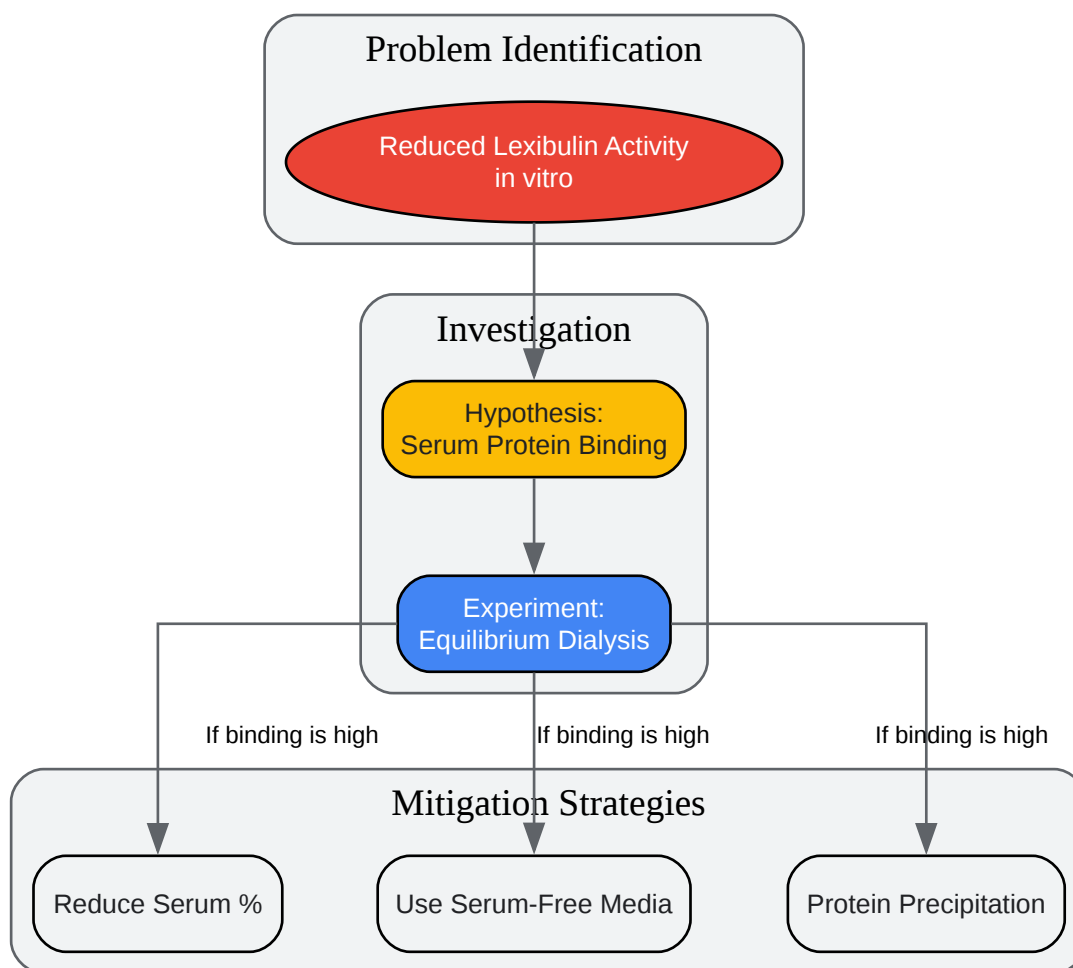 Problem Identification
Reduced Lexibulin Activity
in vitro
Investigation
Hypothesis:
Serum Protein Binding
Experiment:
Equilibrium Dialysis
If binding is high
If binding is high
If binding is high
Mitigation Strategies
Reduce Serum %
Use Serum-Free Media
Protein Precipitation